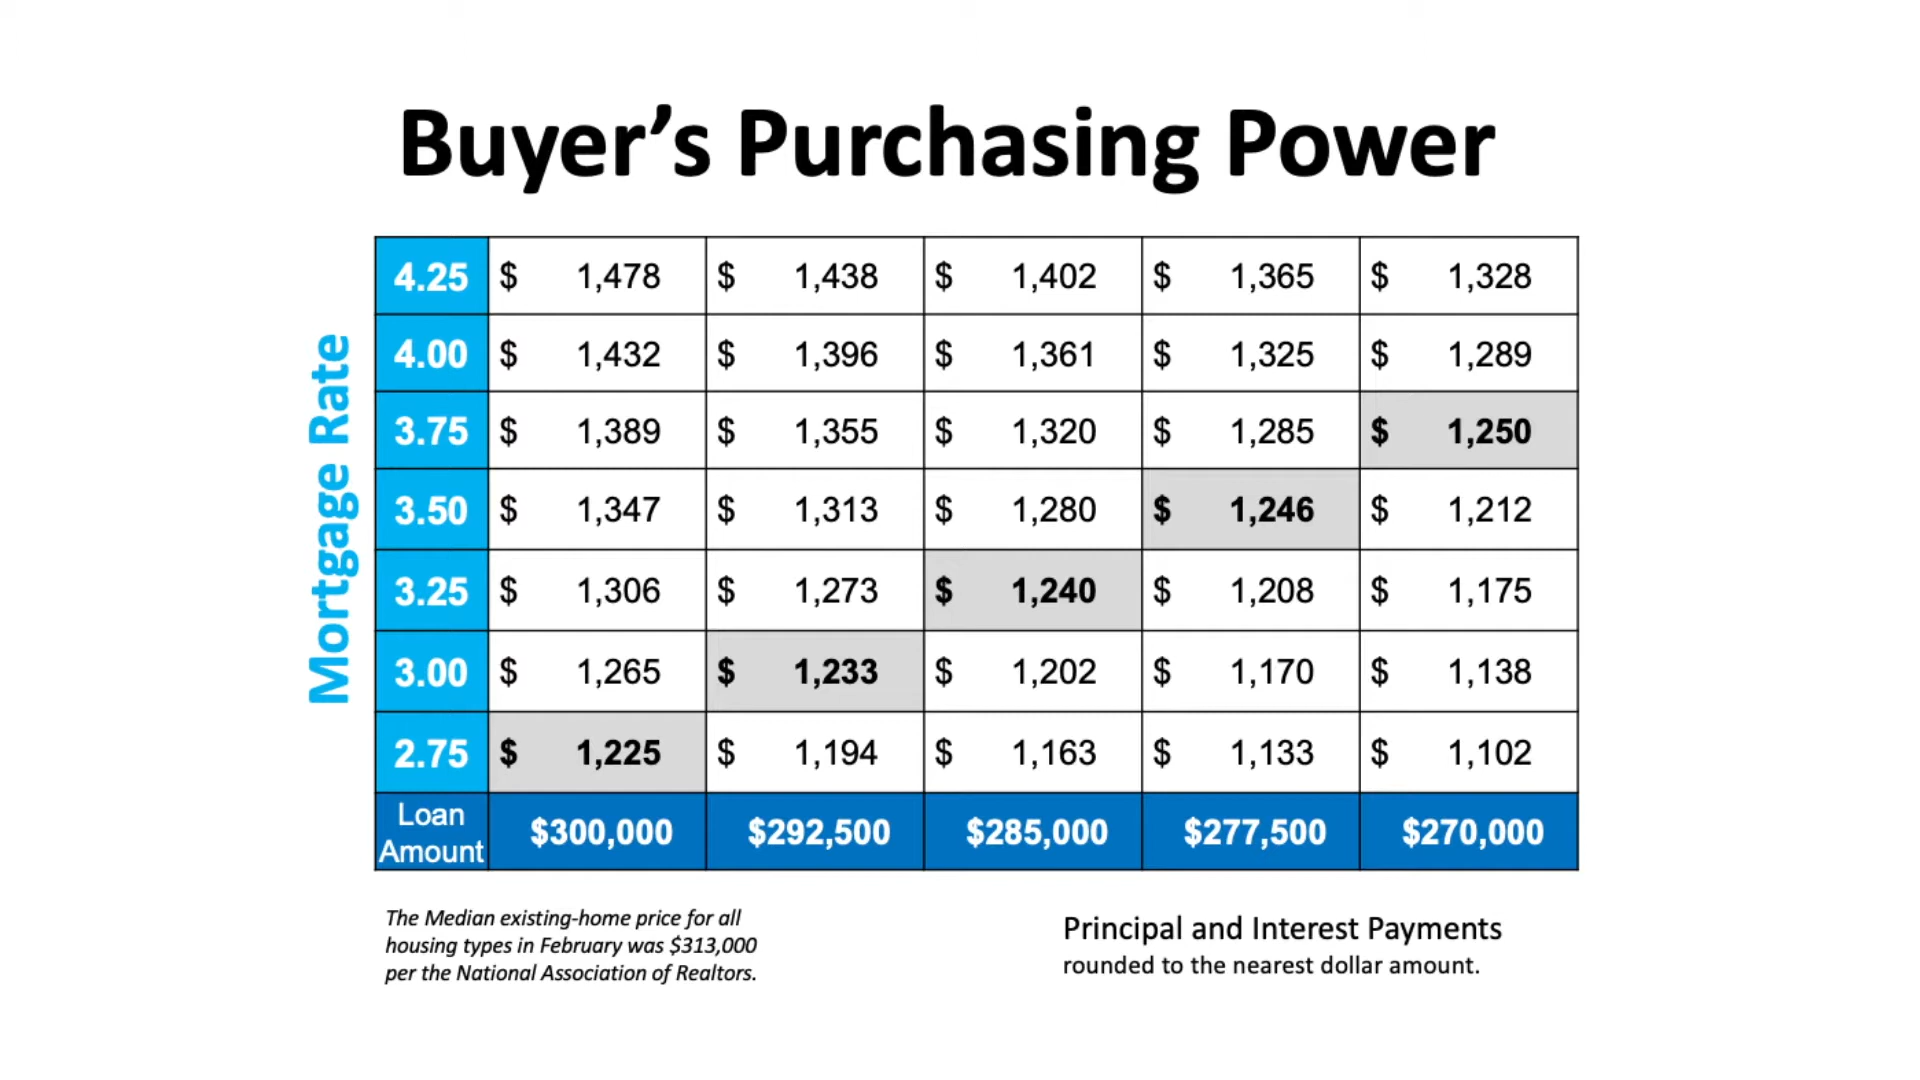 Buyer’s Purchasing Power
Mortgage Rate
4.25 $ 1,478 $ 1,438 $ 1,402 $ 1,365 $ 1,328
4.00 $ 1,432 $ 1,396 $ 1,361 $ 1,325 $ 1,289
3.75 $ 1,389 $ 1,355 $ 1,320 $ 1,285 $ 1,250
3.50 $ 1,347 $ 1,313 $ 1,280 $ 1,246 $ 1,212
3.25 $ 1,306 $ 1,273 $ 1,240 $ 1,208 $ 1,175
3.00 $ 1,265 $ 1,233 $ 1,202 $ 1,170 $ 1,138
2.75 $ 1,225 $ 1,194 $ 1,163 $ 1,133 $ 1,102
Loan
Amount $300,000 $292,500 $285,000 $277,500 $270,000
The Median existing-home price for all
housing types in February was $313,000
per the National Association of Realtors.
Principal and Interest Payments
rounded to the nearest dollar amount.